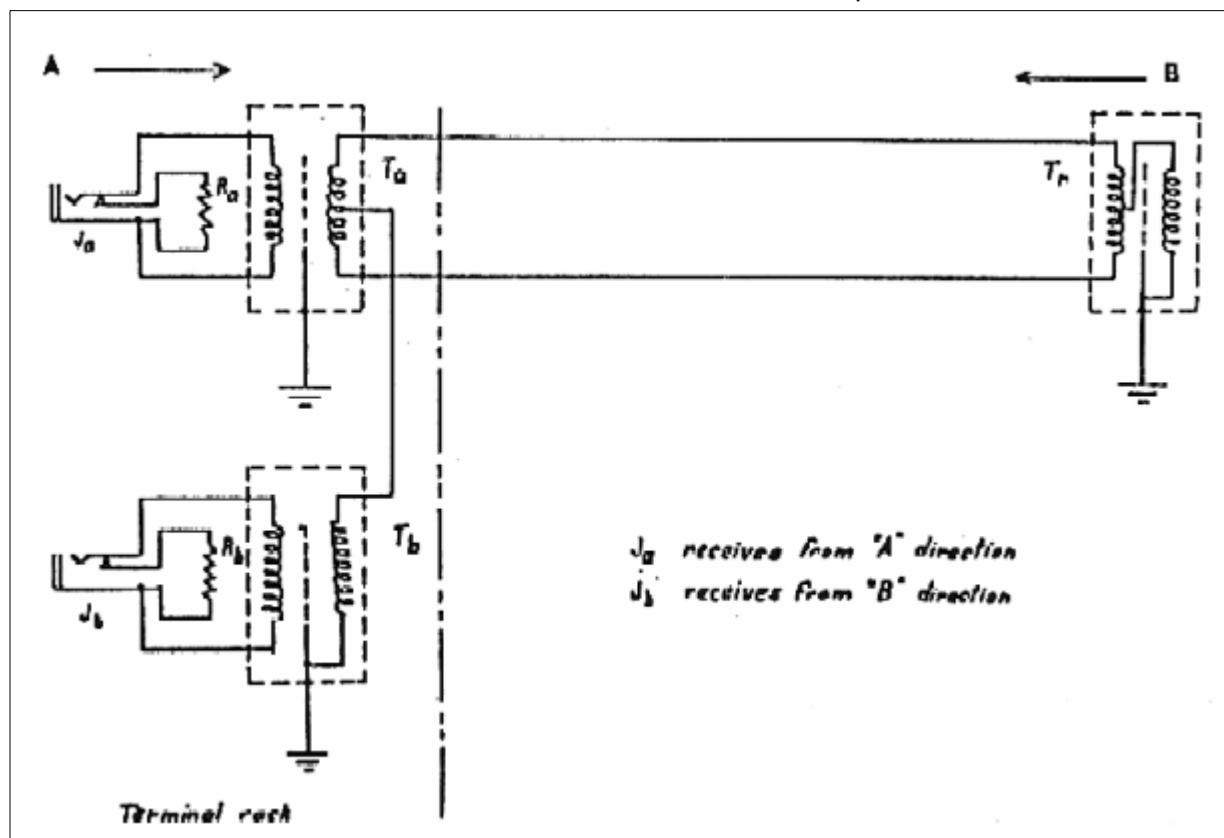 A
B
Ta
Tr
Ra
Ja
Tb
Rb
Jb
Ja receives from "A" direction
Jb receives from "B" direction
Terminal rack